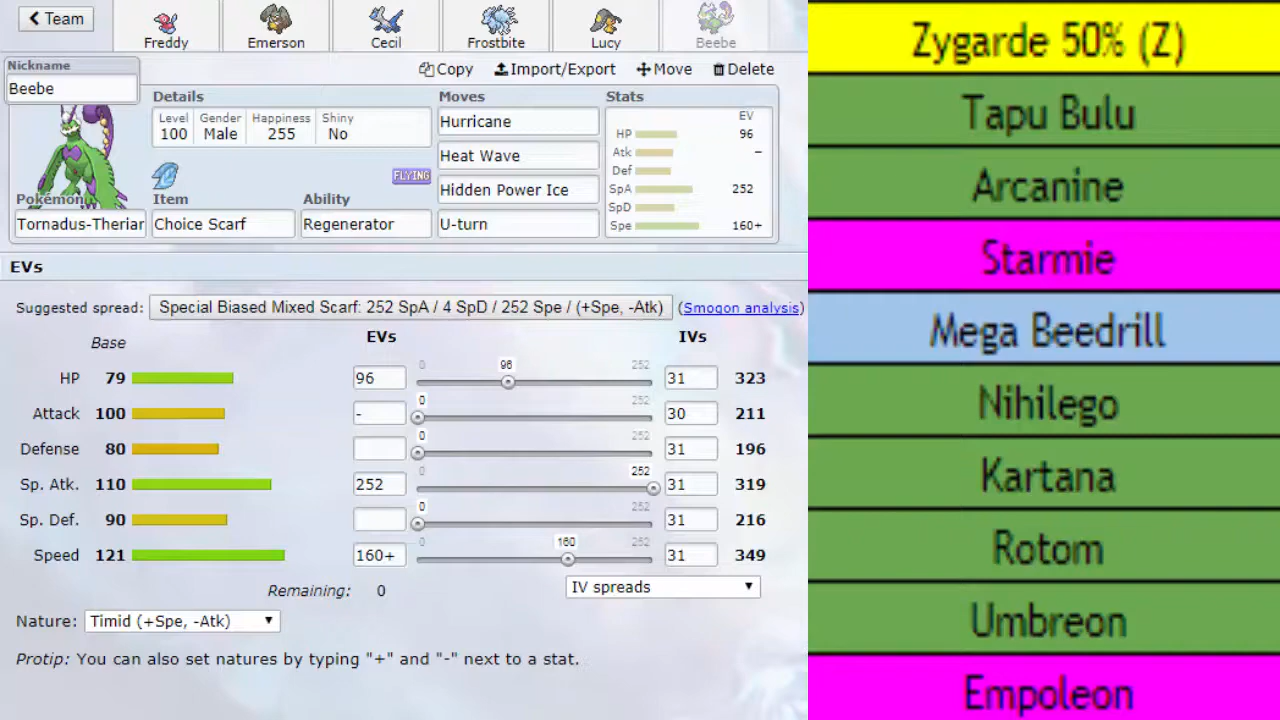 Team
Freddy
Emerson
Cecil
Frostbite
Lucy
Beebe
Nickname
Beebe
Copy Import/Export Move Delete
Details
Level 100
Gender Male
Happiness 255
Shiny No
FLYING
Pokémon
Tornadus-Therian
Item
Choice Scarf
Ability
Regenerator
Moves
Hurricane
Heat Wave
Hidden Power Ice
U-turn
Stats
EV
HP 96
Atk -
Def
SpA 252
SpD
Spe 160+
EVs
Suggested spread: Special Biased Mixed Scarf: 252 SpA / 4 SpD / 252 Spe / (+Spe, -Atk) (Smogon analysis)
Base EVs IVs
HP 79 96 0 96 252 31 323
Attack 100 - 0 252 30 211
Defense 80 0 252 31 196
Sp. Atk. 110 252 0 252 31 319
Sp. Def. 90 0 252 31 216
Speed 121 160+ 0 160 252 31 349
Remaining: 0
IV spreads
Nature: Timid (+Spe, -Atk)
Protip: You can also set natures by typing "+" and "-" next to a stat.
Zygarde 50% (Z)
Tapu Bulu
Arcanine
Starmie
Mega Beedrill
Nihilego
Kartana
Rotom
Umbreon
Empoleon